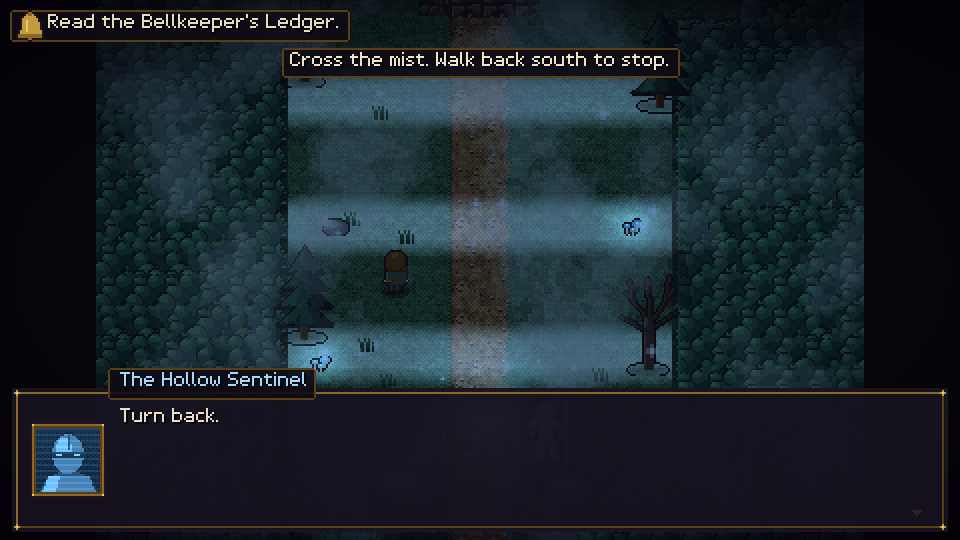 Read the Bellkeeper's Ledger.
Cross the mist. Walk back south to stop.
The Hollow Sentinel
Turn back.